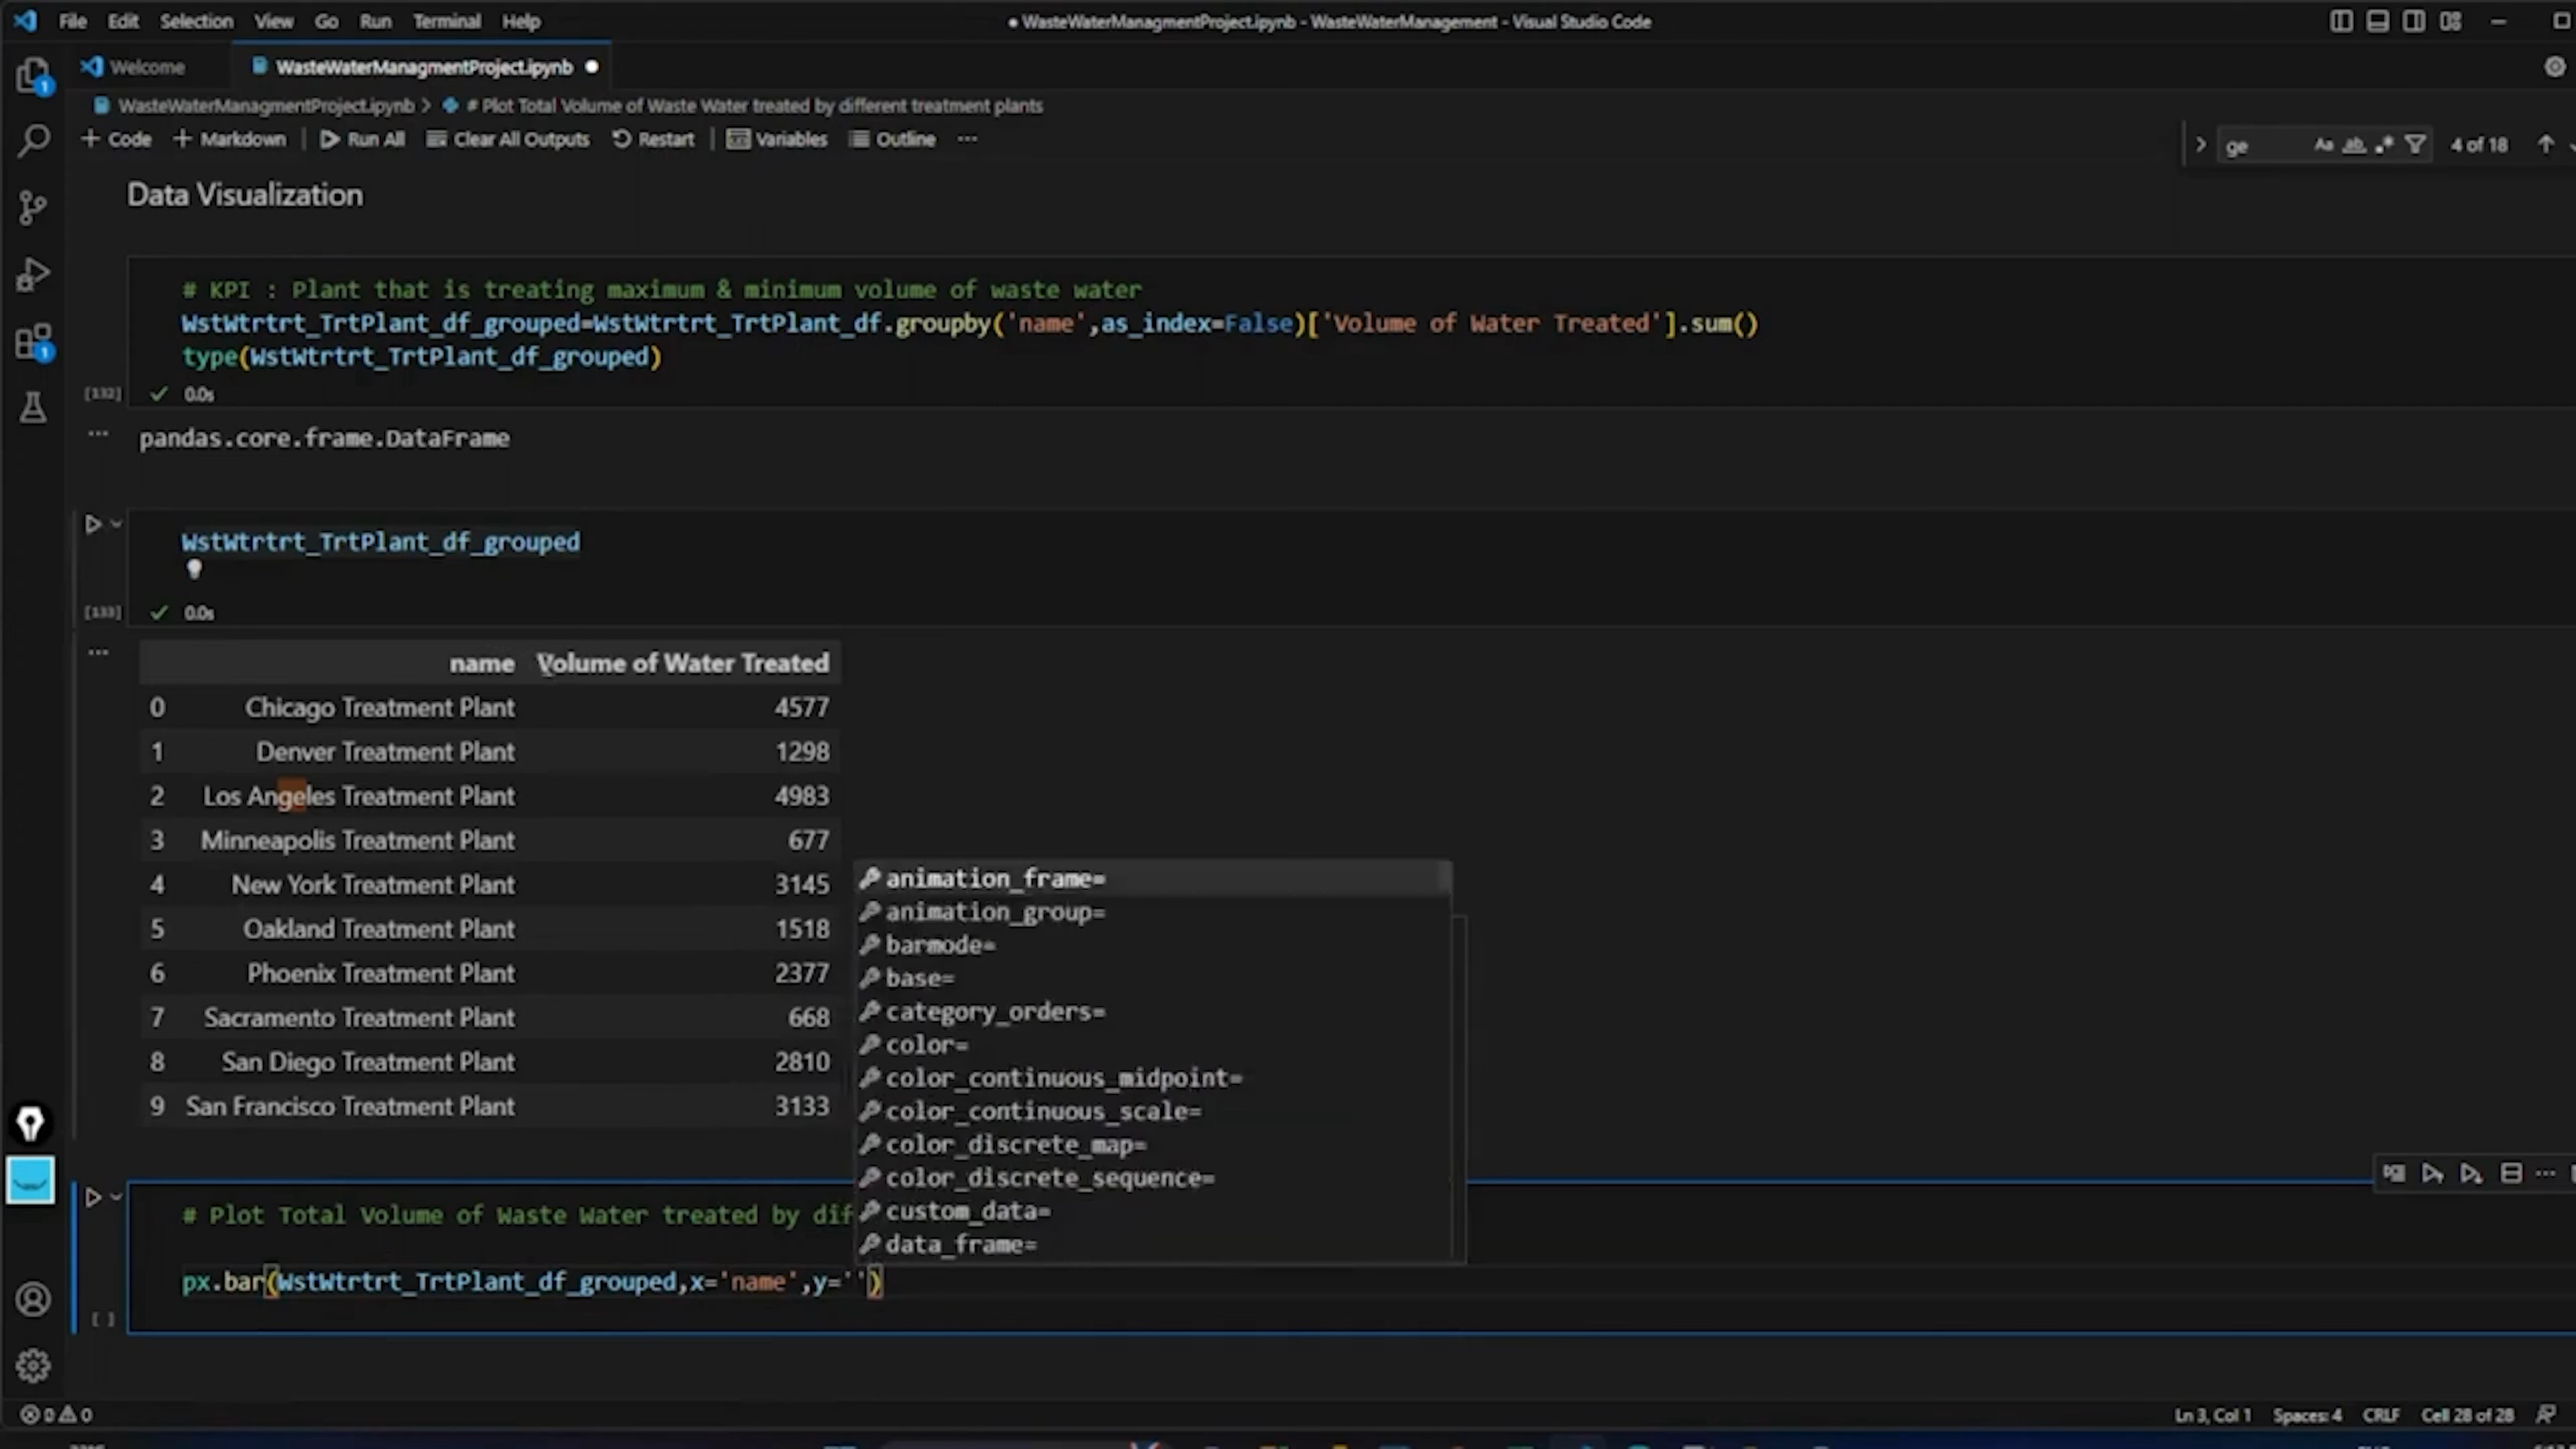 File Edit Selection View Go Run Terminal Help
● WasteWaterManagmentProject.ipynb - WasteWaterManagement - Visual Studio Code
Welcome
WasteWaterManagmentProject.ipynb ●
WasteWaterManagmentProject.ipynb > # Plot Total Volume of Waste Water treated by different treatment plants
+ Code + Markdown | Run All Clear All Outputs Restart | Variables Outline ...
> ge Aa ab .* 4 of 18
Data Visualization
# KPI : Plant that is treating maximum & minimum volume of waste water
WstWtrtrt_TrtPlant_df_grouped=WstWtrtrt_TrtPlant_df.groupby('name',as_index=False)['Volume of Water Treated'].sum()
type(WstWtrtrt_TrtPlant_df_grouped)
[132] ✓ 0.0s
... pandas.core.frame.DataFrame
WstWtrtrt_TrtPlant_df_grouped
[133] ✓ 0.0s
...
name Volume of Water Treated
0 Chicago Treatment Plant 4577
1 Denver Treatment Plant 1298
2 Los Angeles Treatment Plant 4983
3 Minneapolis Treatment Plant 677
4 New York Treatment Plant 3145
5 Oakland Treatment Plant 1518
6 Phoenix Treatment Plant 2377
7 Sacramento Treatment Plant 668
8 San Diego Treatment Plant 2810
9 San Francisco Treatment Plant 3133
animation_frame=
animation_group=
barmode=
base=
category_orders=
color=
color_continuous_midpoint=
color_continuous_scale=
color_discrete_map=
color_discrete_sequence=
custom_data=
data_frame=
# Plot Total Volume of Waste Water treated by dif
px.bar(WstWtrtrt_TrtPlant_df_grouped,x='name',y='')
[ ]
0 0
Ln 3, Col 1 Spaces: 4 CRLF Cell 28 of 28